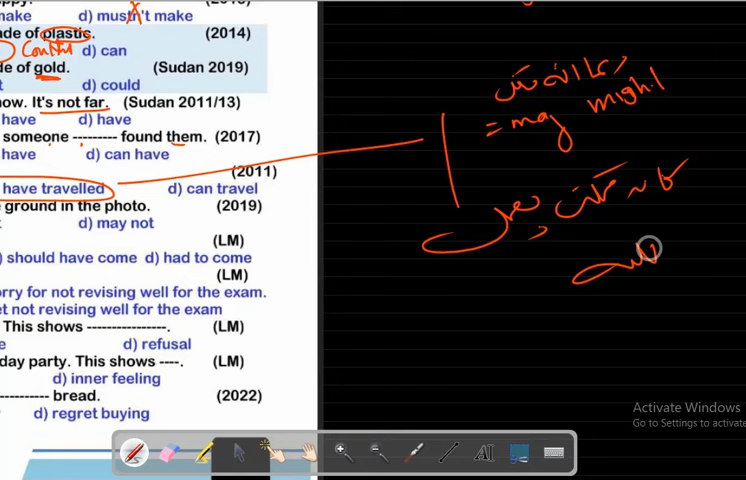 make d) mustn't make
de of plastic. (2014)
Could d) can
de of gold. (Sudan 2019)
t d) could
now. It's not far. (Sudan 2011/13)
have d) have
someone --------- found them. (2017)
have d) can have
(2011)
have travelled d) can travel
ground in the photo. (2019)
t d) may not
(LM)
) should have come d) had to come
(LM)
orry for not revising well for the exam.
et not revising well for the exam
This shows ----------------. (LM)
e d) refusal
day party. This shows ----. (LM)
d) inner feeling
---------- bread. (2022)
d) regret buying
= may might
Activate Windows
Go to Settings to activate
AI